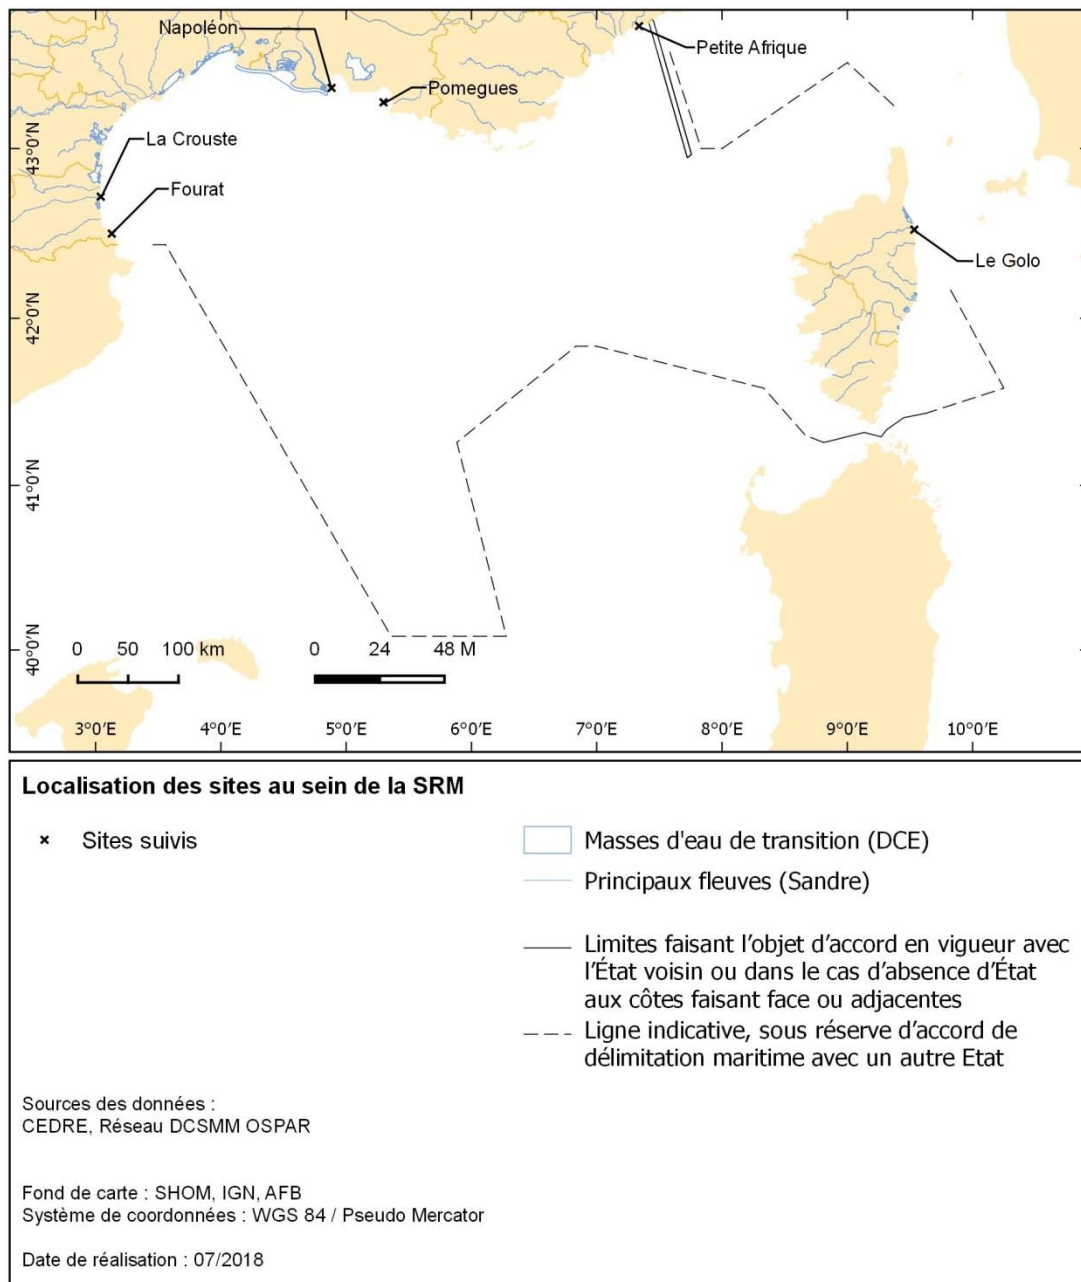 Napoléon
Petite Afrique
Pomegues
La Crouste
Fourat
Le Golo
43°0'N
42°0'N
41°0'N
40°0'N
0 50 100 km
0 24 48 M
3°0'E 4°0'E 5°0'E 6°0'E 7°0'E 8°0'E 9°0'E 10°0'E
Localisation des sites au sein de la SRM
Sites suivis
Masses d'eau de transition (DCE)
Principaux fleuves (Sandre)
Limites faisant l'objet d'accord en vigueur avec
l'État voisin ou dans le cas d'absence d'État
aux côtes faisant face ou adjacentes
Ligne indicative, sous réserve d'accord de
délimitation maritime avec un autre Etat
Sources des données :
CEDRE, Réseau DCSMM OSPAR
Fond de carte : SHOM, IGN, AFB
Système de coordonnées : WGS 84 / Pseudo Mercator
Date de réalisation : 07/2018